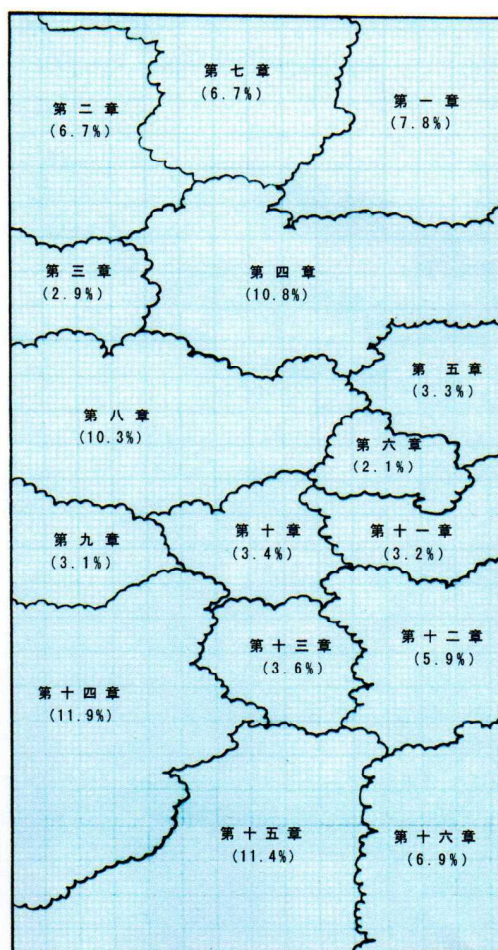 第七章
(6.7%)
第二章
(6.7%)
第一章
(7.8%)
第三章
(2.9%)
第四章
(10.8%)
第五章
(3.3%)
第八章
(10.3%)
第六章
(2.1%)
第九章
(3.1%)
第十章
(3.4%)
第十一章
(3.2%)
第十三章
(3.6%)
第十二章
(5.9%)
第十四章
(11.9%)
第十五章
(11.4%)
第十六章
(6.9%)